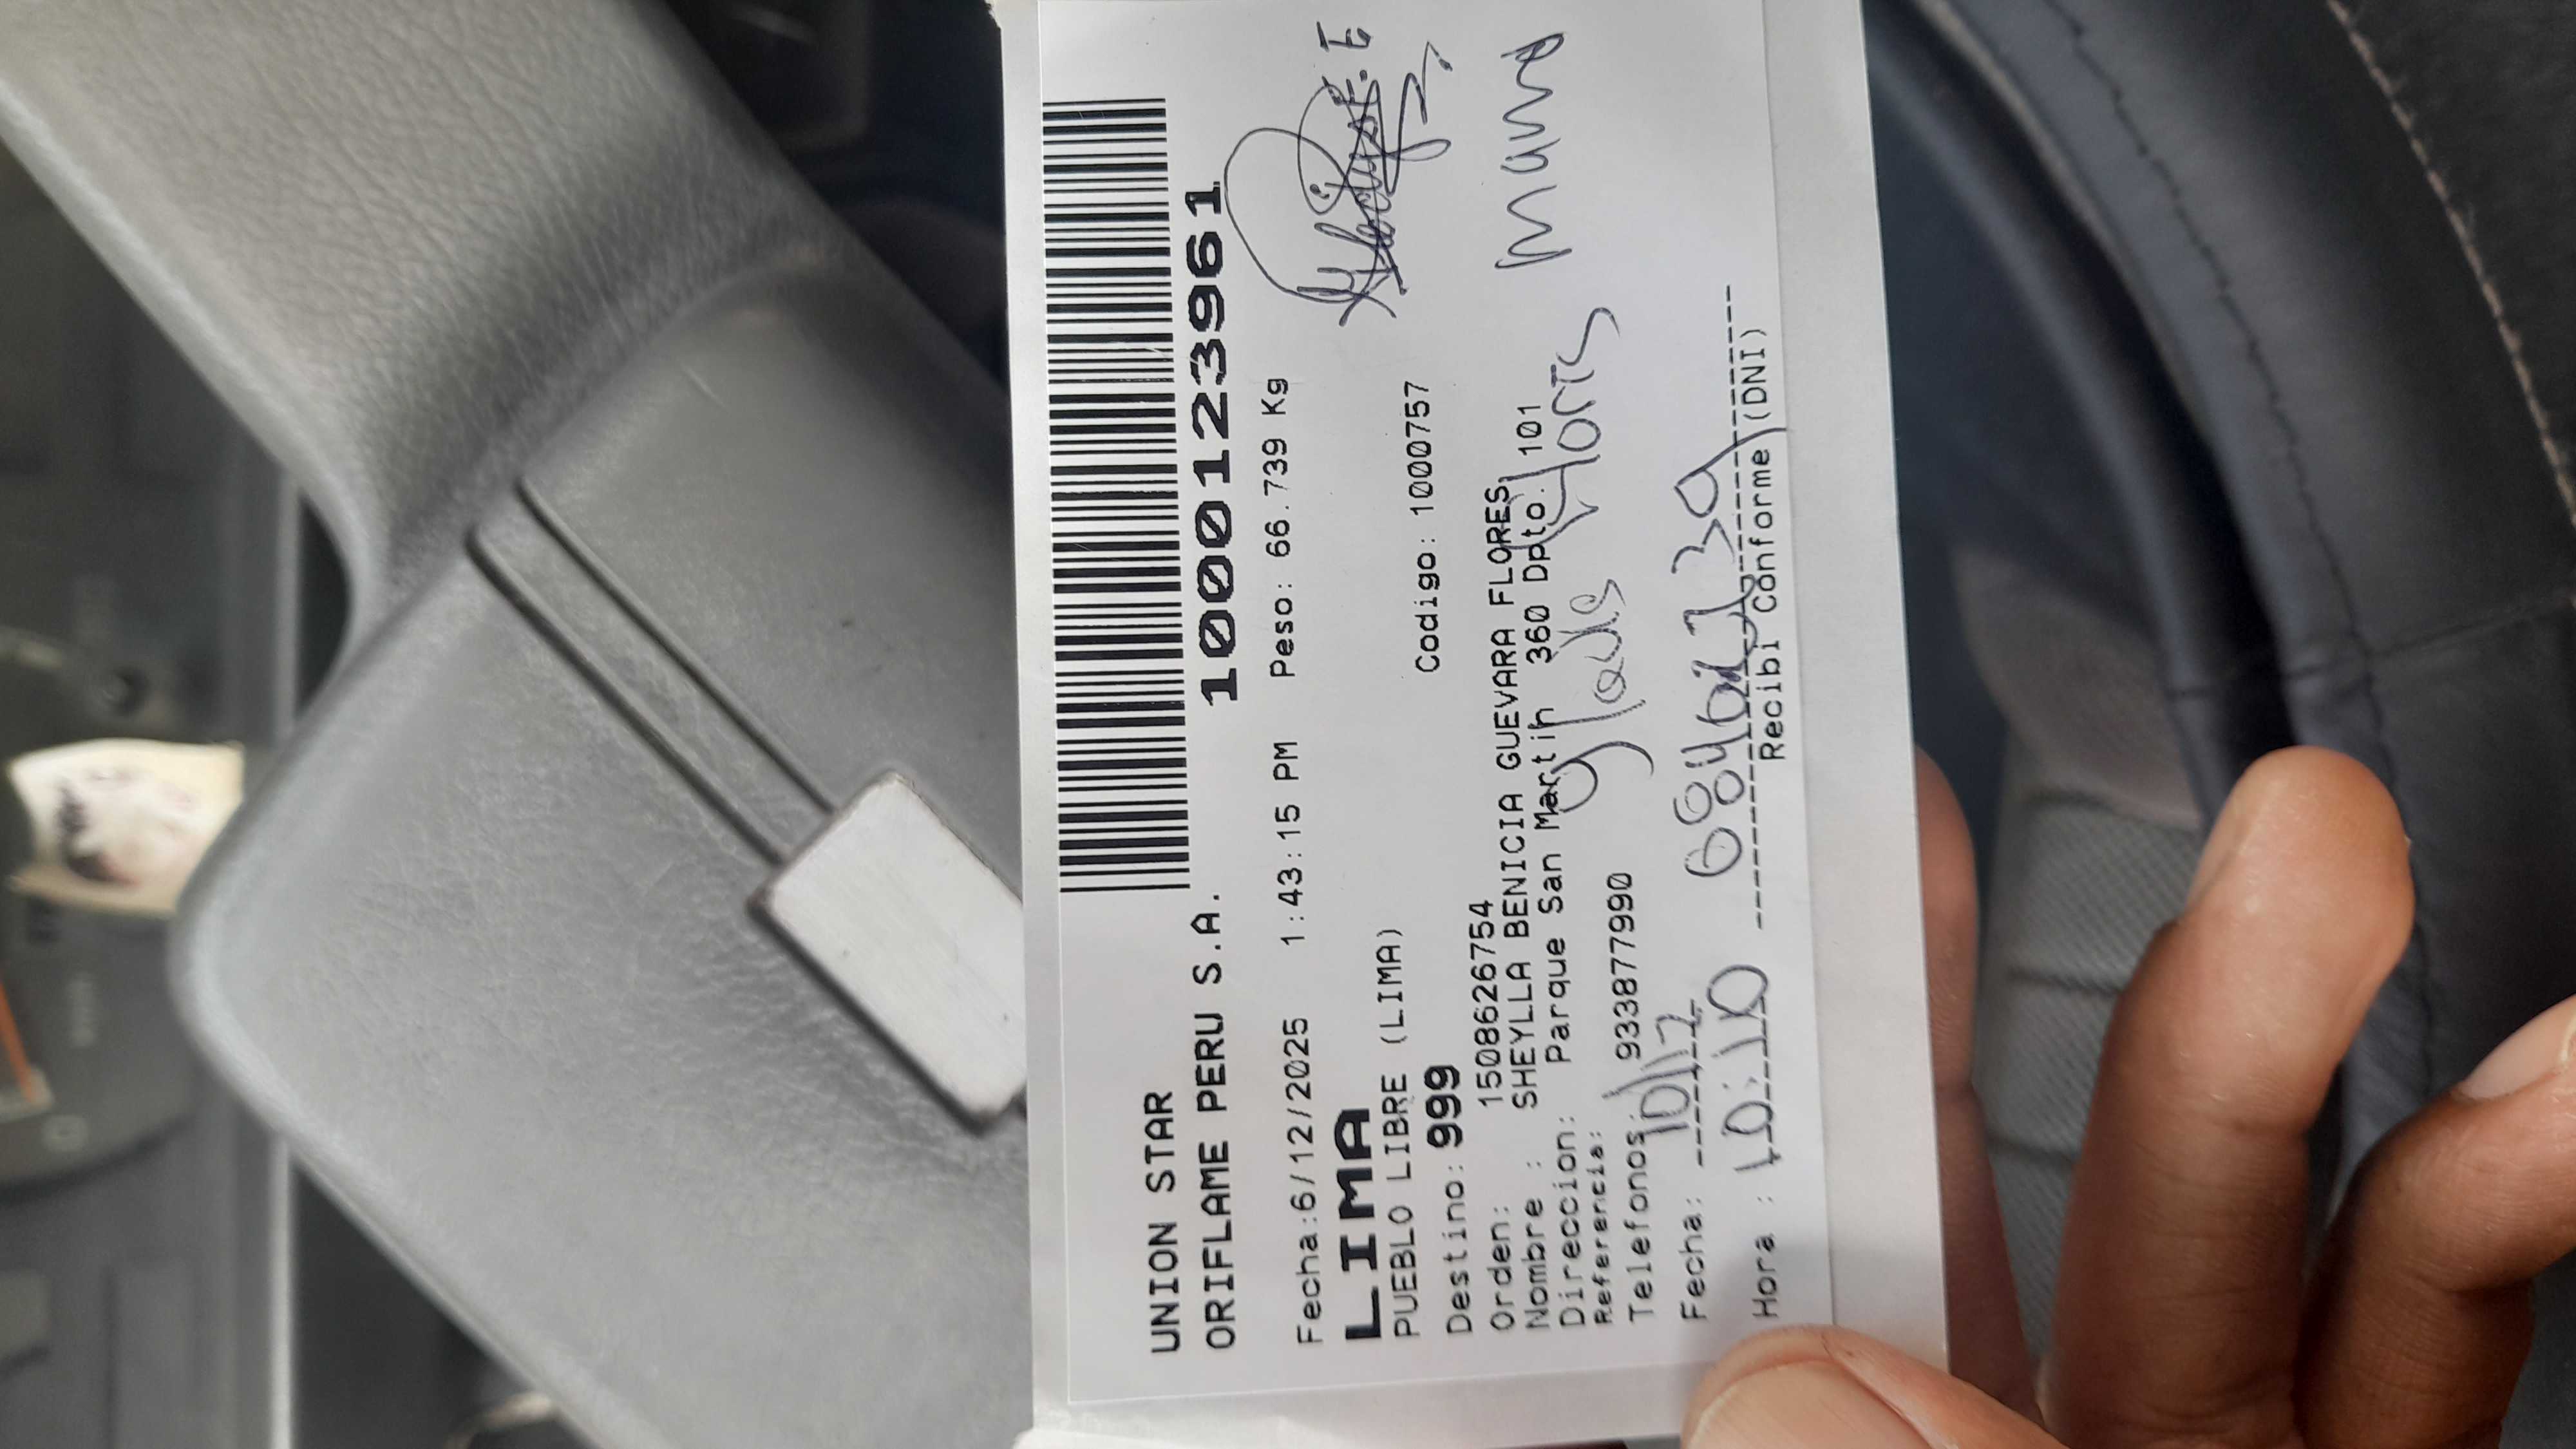 UNION STAR
ORIFLAME PERU S.A.
1000123961
Fecha:6/12/2025 1:43:15 PM Peso: 66.739 Kg
LIMA
PUEBLO LIBRE (LIMA)
Destino: 999 Codigo: 1000757
Orden: 1508626754
Nombre : SHEYLLA BENICIA GUEVARA FLORES
Direccion: Parque San Martin 360 Dpto. 101
Referencia:
Telefonos: 933877990
mama
Fecha: 10/12
Hora : 10:10
Recibi Conforme (DNI)